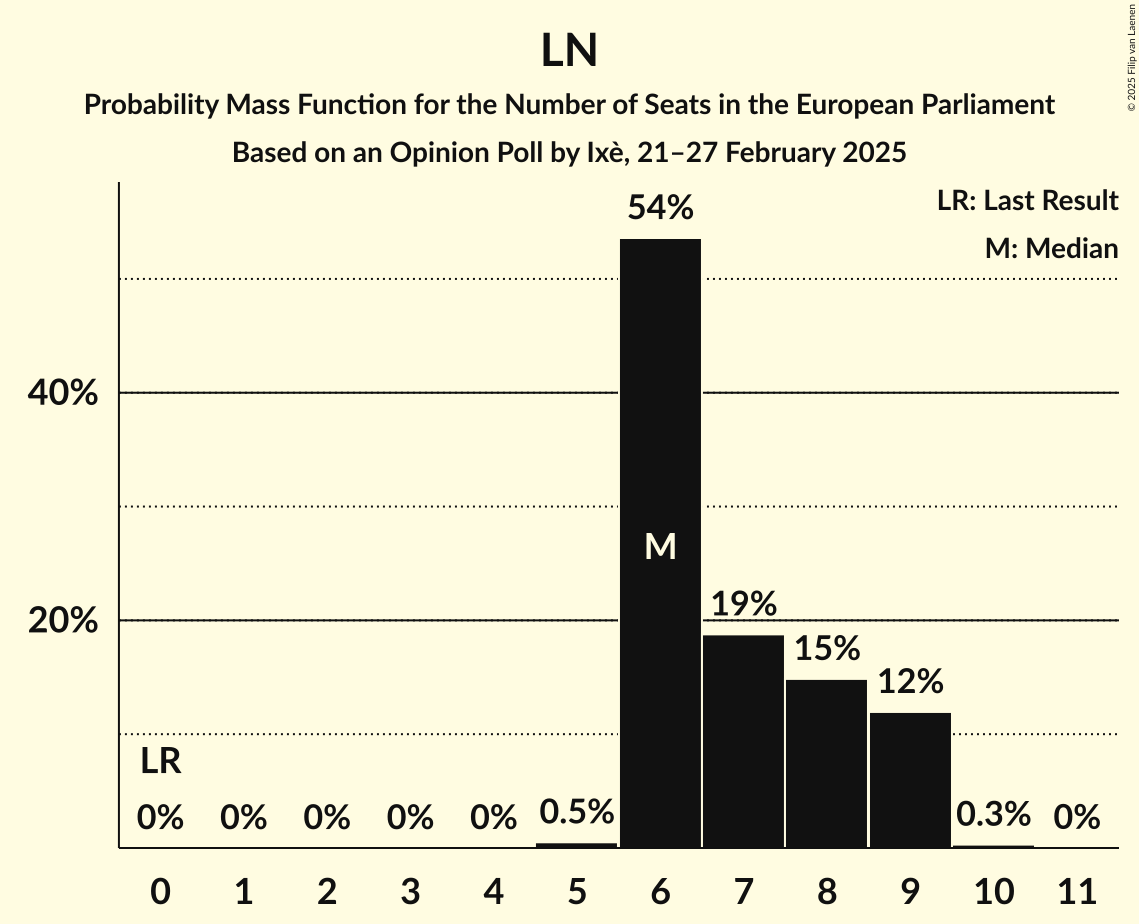 LN
Probability Mass Function for the Number of Seats in the European Parliament
Based on an Opinion Poll by Ixè, 21–27 February 2025
© 2025 Filip van Laenen
LR: Last Result
M: Median
54%
40%
M
20%
19%
15%
12%
LR
0% 0% 0% 0% 0% 0.5% 0.3% 0%
0 1 2 3 4 5 6 7 8 9 10 11